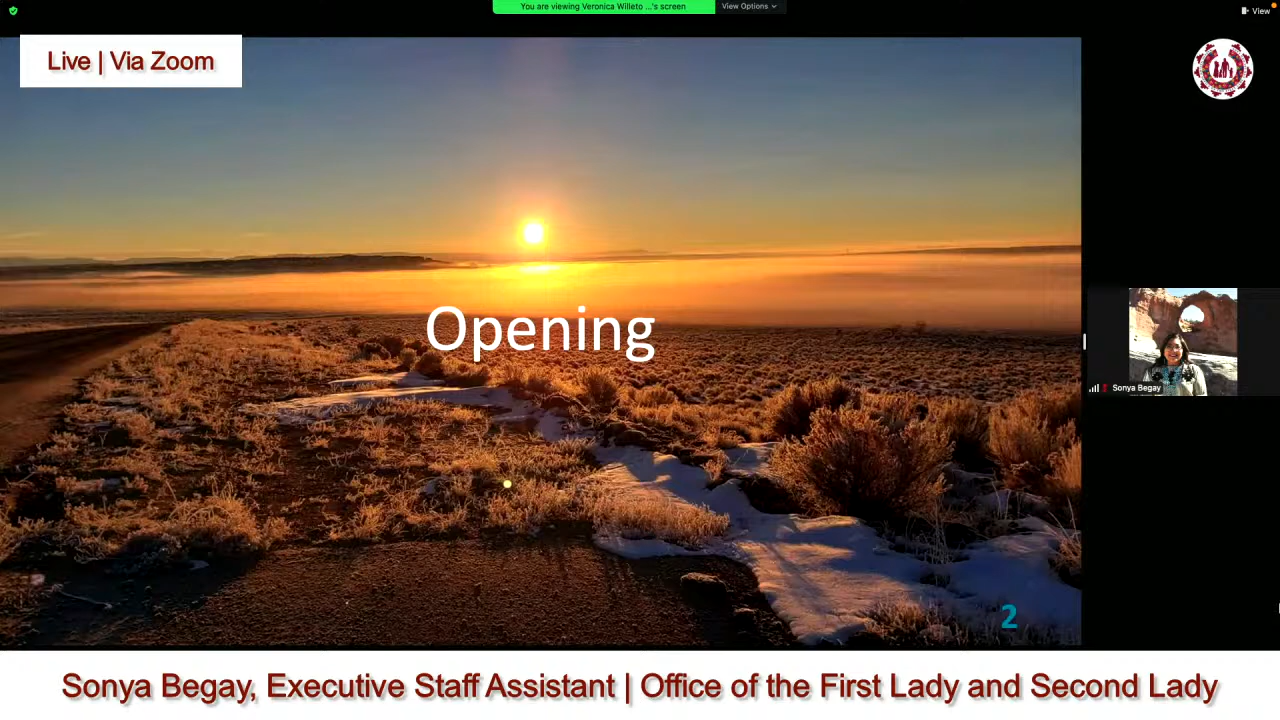 You are viewing Veronica Willeto ...'s screen
View Options
View
Live | Via Zoom
Opening
Sonya Begay
2
Sonya Begay, Executive Staff Assistant | Office of the First Lady and Second Lady